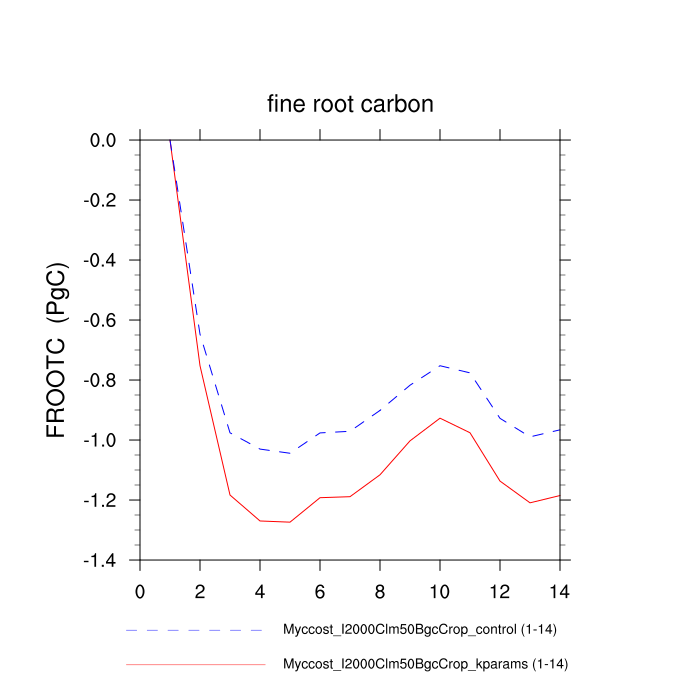 fine root carbon
FROOTC (PgC)
0.0
-0.2
-0.4
-0.6
-0.8
-1.0
-1.2
-1.4
0 2 4 6 8 10 12 14
Myccost_I2000Clm50BgcCrop_control (1-14)
Myccost_I2000Clm50BgcCrop_kparams (1-14)